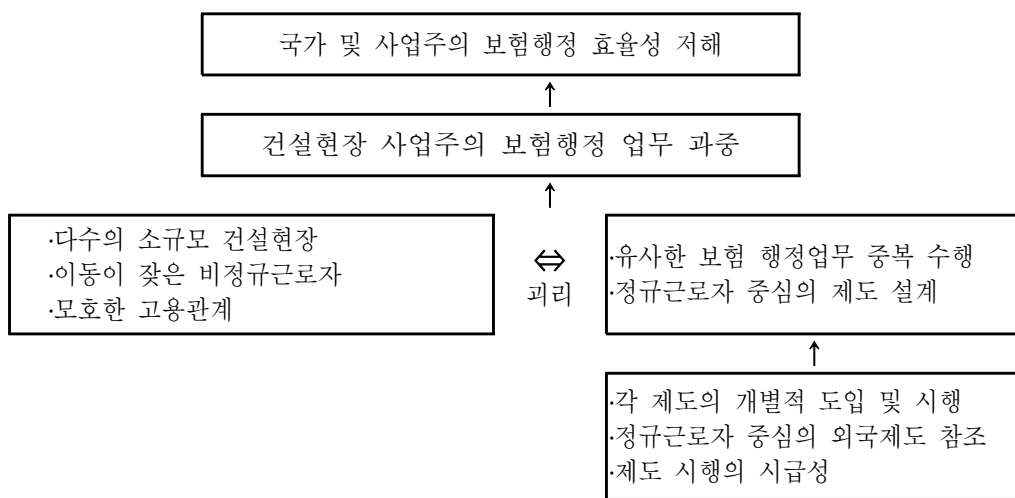 국가 및 사업주의 보험행정 효율성 저해
↑
건설현장 사업주의 보험행정 업무 과중
↑
·다수의 소규모 건설현장
·이동이 잦은 비정규근로자
·모호한 고용관계
⇔
괴리
·유사한 보험 행정업무 중복 수행
·정규근로자 중심의 제도 설계
↑
·각 제도의 개별적 도입 및 시행
·정규근로자 중심의 외국제도 참조
·제도 시행의 시급성